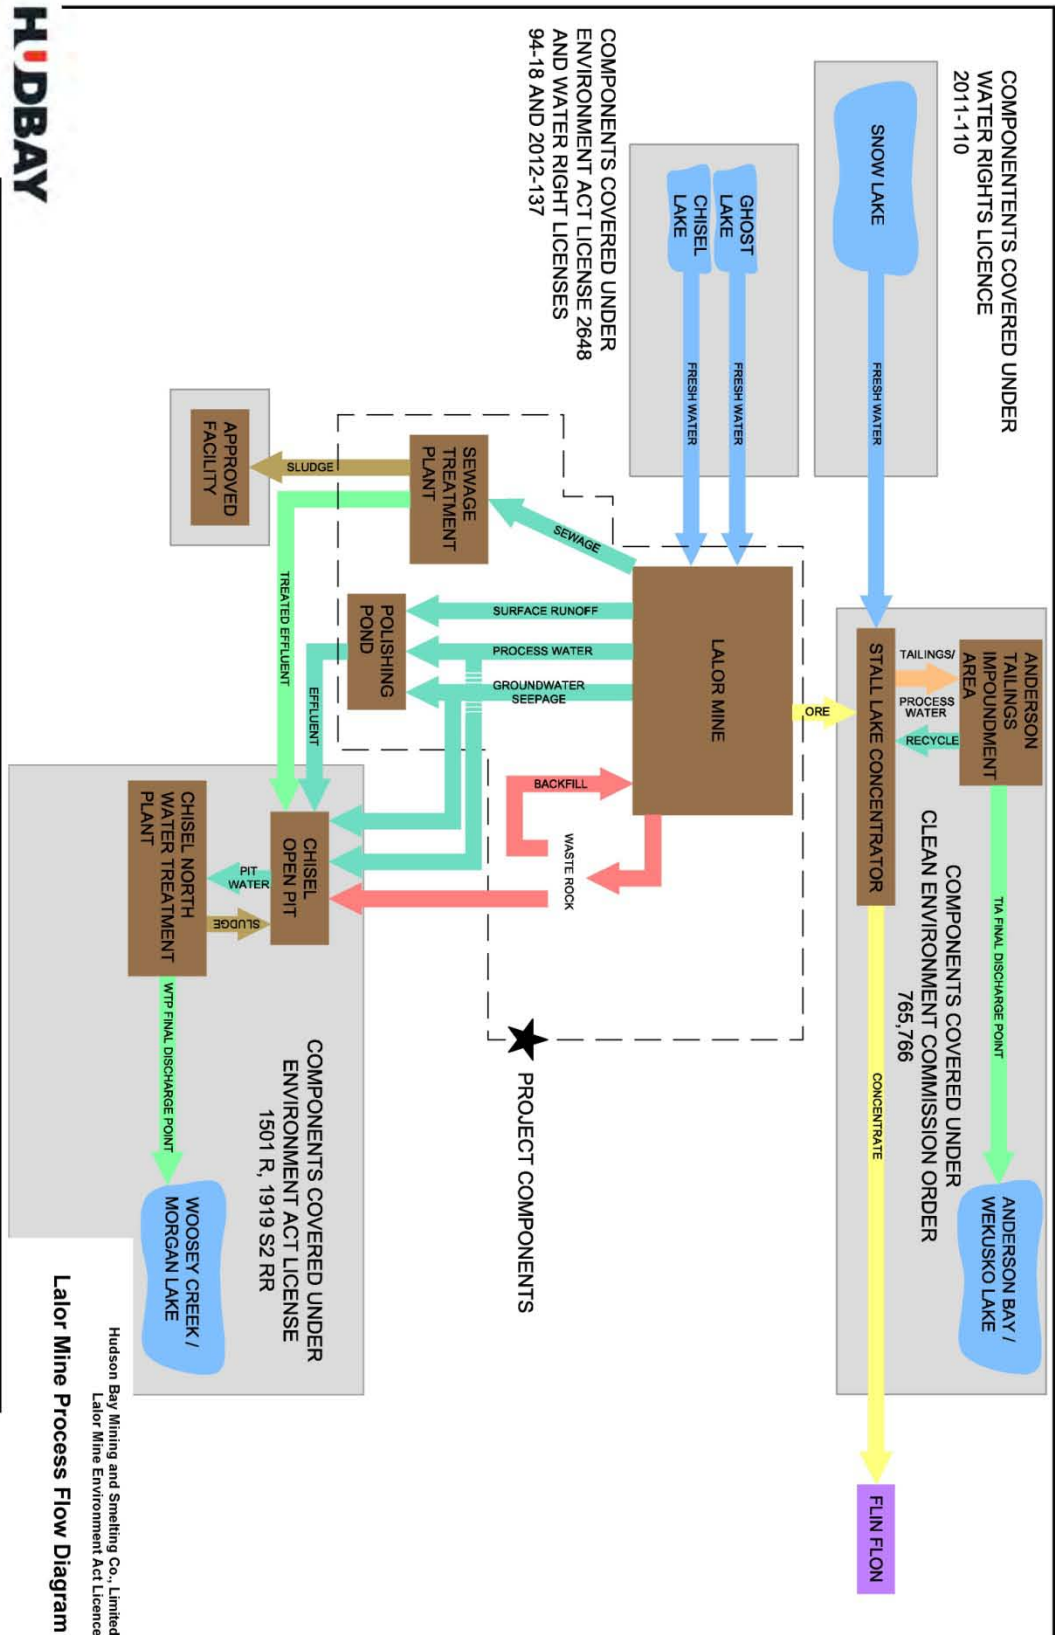 COMPONENTENTS COVERED UNDER
WATER RIGHTS LICENCE
2011-110
SNOW LAKE
FRESH WATER
ANDERSON
TAILINGS
IMPOUNDMENT
AREA
TAILINGS/
PROCESS
WATER
RECYCLE
STALL LAKE CONCENTRATOR
TIA FINAL DISCHARGE POINT
ANDERSON BAY /
WEKUSKO LAKE
COMPONENTS COVERED UNDER
CLEAN ENVIRONMENT COMMISSION ORDER
765,766
CONCENTRATE
FLIN FLON
GHOST
LAKE
CHISEL
LAKE
FRESH WATER
FRESH WATER
COMPONENTS COVERED UNDER
ENVIRONMENT ACT LICENSE 2648
AND WATER RIGHT LICENSES
94-18 AND 2012-137
ORE
LALOR MINE
SEWAGE
SURFACE RUNOFF
PROCESS WATER
GROUNDWATER
SEEPAGE
BACKFILL
WASTE ROCK
PROJECT COMPONENTS
SEWAGE
TREATMENT
PLANT
SLUDGE
APPROVED
FACILITY
TREATED EFFLUENT
POLISHING
POND
EFFLUENT
CHISEL
OPEN PIT
PIT
WATER
SLUDGE
CHISEL NORTH
WATER TREATMENT
PLANT
WTP FINAL DISCHARGE POINT
WOOSEY CREEK /
MORGAN LAKE
COMPONENTS COVERED UNDER
ENVIRONMENT ACT LICENSE
1501 R, 1919 S2 RR
HUDBAY
Hudson Bay Mining and Smelting Co., Limited
Lalor Mine Environment Act Licence
Lalor Mine Process Flow Diagram